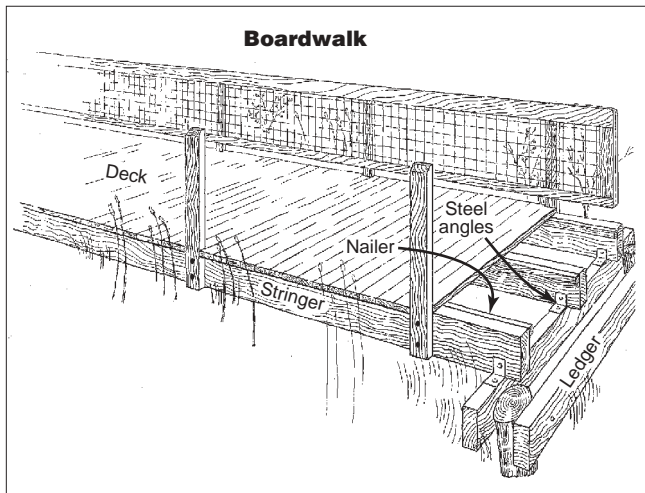 Boardwalk
Deck
Steel
angles
Nailer
Stringer
Ledger